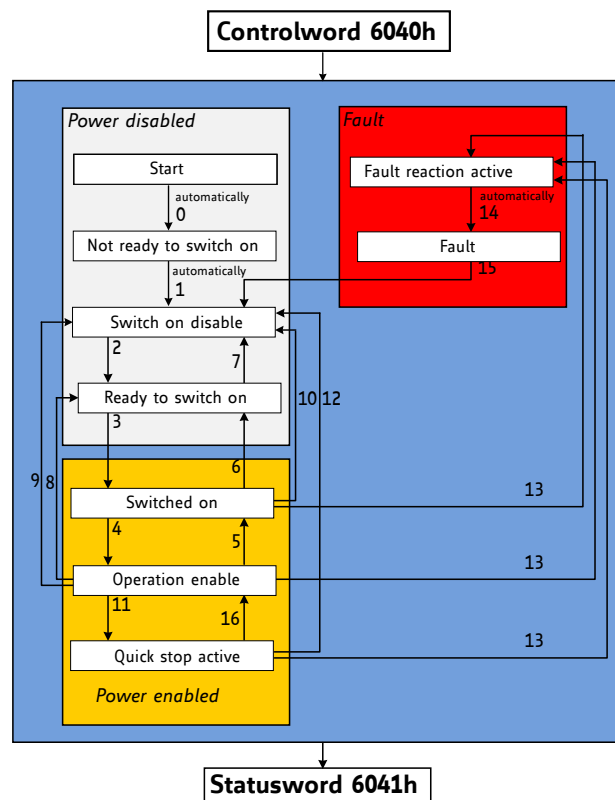 Controlword 6040h
Power disabled
Fault
Start
Fault reaction active
automatically
0
automatically
14
Not ready to switch on
Fault
automatically
1
15
Switch on disable
2
7
Ready to switch on
10
12
3
9
8
6
Switched on
13
4
5
Operation enable
13
11
16
Quick stop active
13
Power enabled
Statusword 6041h